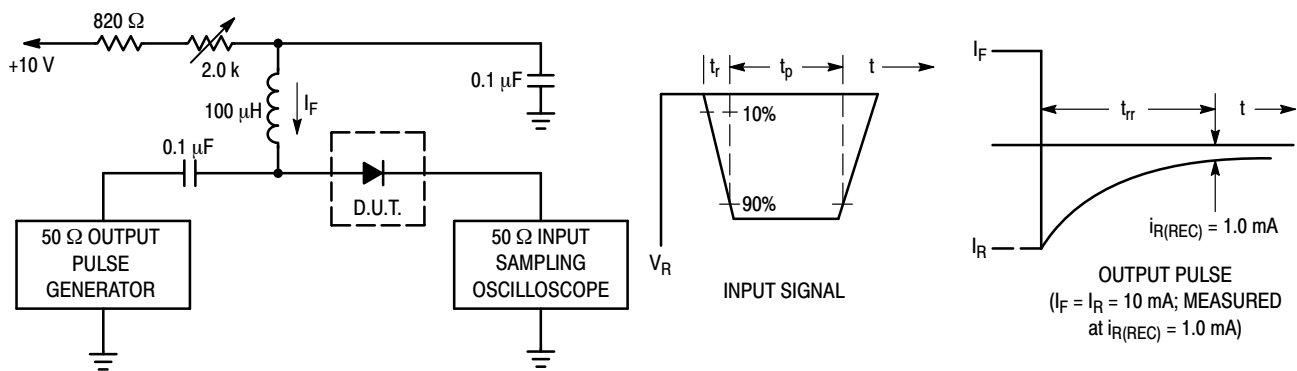 820 Ω
+10 V
2.0 k
100 μH
I_F
0.1 μF
0.1 μF
D.U.T.
50 Ω OUTPUT
PULSE
GENERATOR
50 Ω INPUT
SAMPLING
OSCILLOSCOPE
t_r
t_p
t
10%
90%
V_R
INPUT SIGNAL
I_F
t_rr
t
I_R
i_R(REC) = 1.0 mA
OUTPUT PULSE
(I_F = I_R = 10 mA; MEASURED
at i_R(REC) = 1.0 mA)